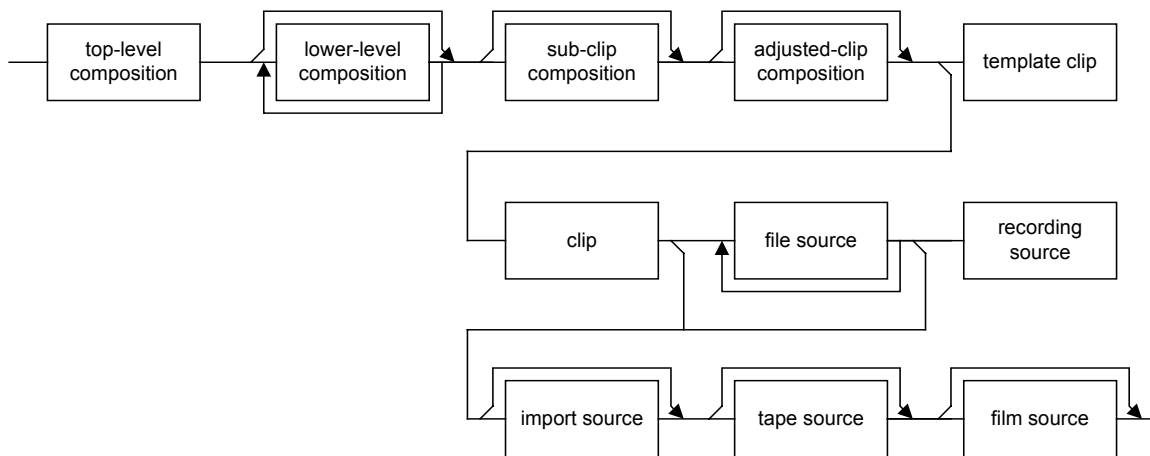 top-level
composition
lower-level
composition
sub-clip
composition
adjusted-clip
composition
template clip
clip
file source
recording
source
import source
tape source
film source